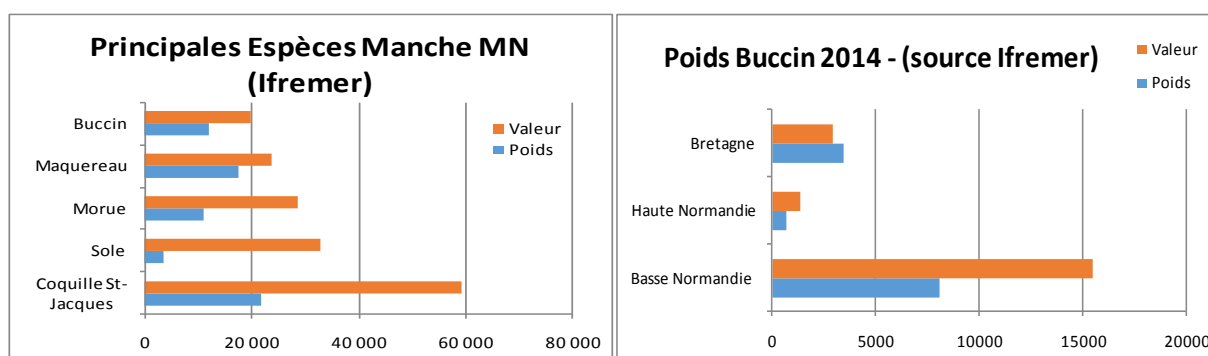 Principales Espèces Manche MN
(Ifremer)
Buccin
Maquereau
Morue
Sole
Coquille St-
Jacques
Valeur
Poids
0 20 000 40 000 60 000 80 000
Poids Buccin 2014 - (source Ifremer)
Valeur
Poids
Bretagne
Haute Normandie
Basse Normandie
0 5000 10000 15000 20000